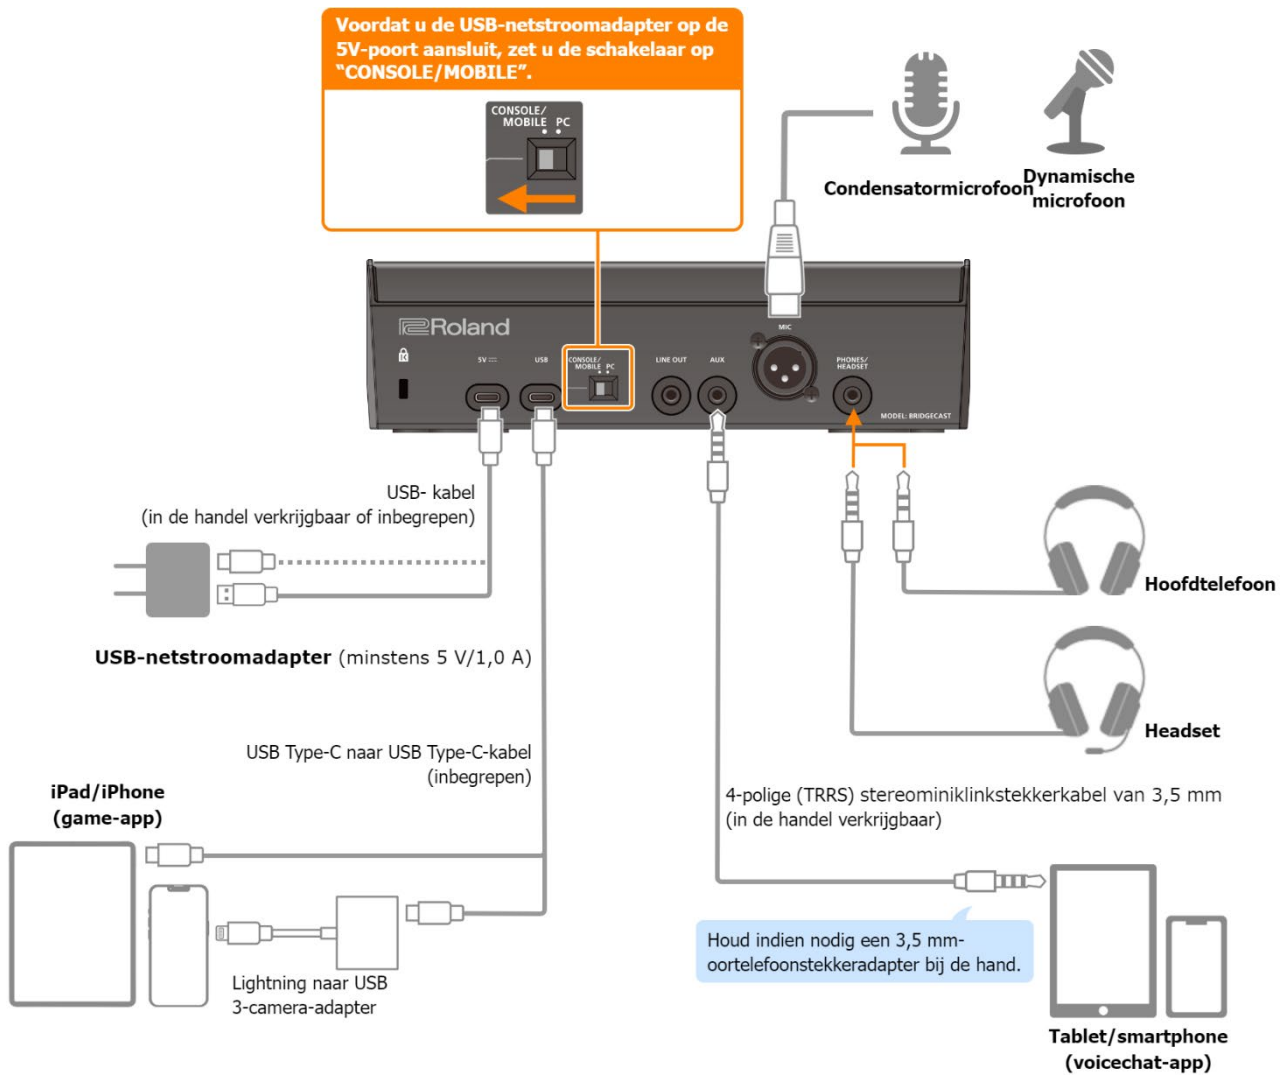 Voordat u de USB-netstroomadapter op de
5V-poort aansluit, zet u de schakelaar op
“CONSOLE/MOBILE”.
CONSOLE/
MOBILE PC
Condensatormicrofoon
Dynamische
microfoon
Roland
5V
USB
CONSOLE/
MOBILE PC
LINE OUT
AUX
MIC
PHONES/
HEADSET
MODEL: BRIDGECAST
USB- kabel
(in de handel verkrijgbaar of inbegrepen)
USB-netstroomadapter (minstens 5 V/1,0 A)
Hoofdtelefoon
Headset
USB Type-C naar USB Type-C-kabel
(inbegrepen)
iPad/iPhone
(game-app)
4-polige (TRRS) stereominiklinkstekkerkabel van 3,5 mm
(in de handel verkrijgbaar)
Houd indien nodig een 3,5 mm-
oortelefoonstekkeradapter bij de hand.
Lightning naar USB
3-camera-adapter
Tablet/smartphone
(voicechat-app)